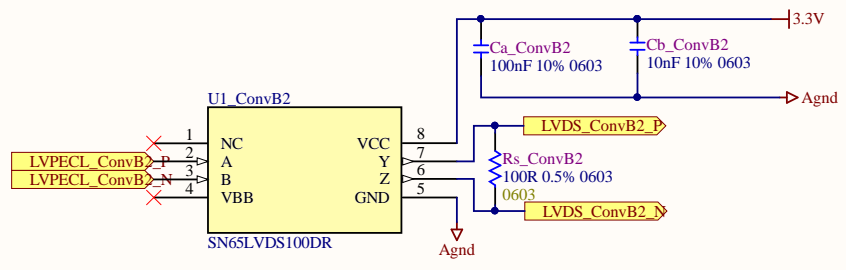 3.3V
Ca_ConvB2
100nF 10% 0603
Cb_ConvB2
10nF 10% 0603
Agnd
U1_ConvB2
1 NC VCC 8
LVPECL_ConvB2_P 2 A Y 7
LVPECL_ConvB2_N 3 B Z 6
4 VBB GND 5
SN65LVDS100DR
LVDS_ConvB2_P
Rs_ConvB2
100R 0.5% 0603
0603
LVDS_ConvB2_N
Agnd